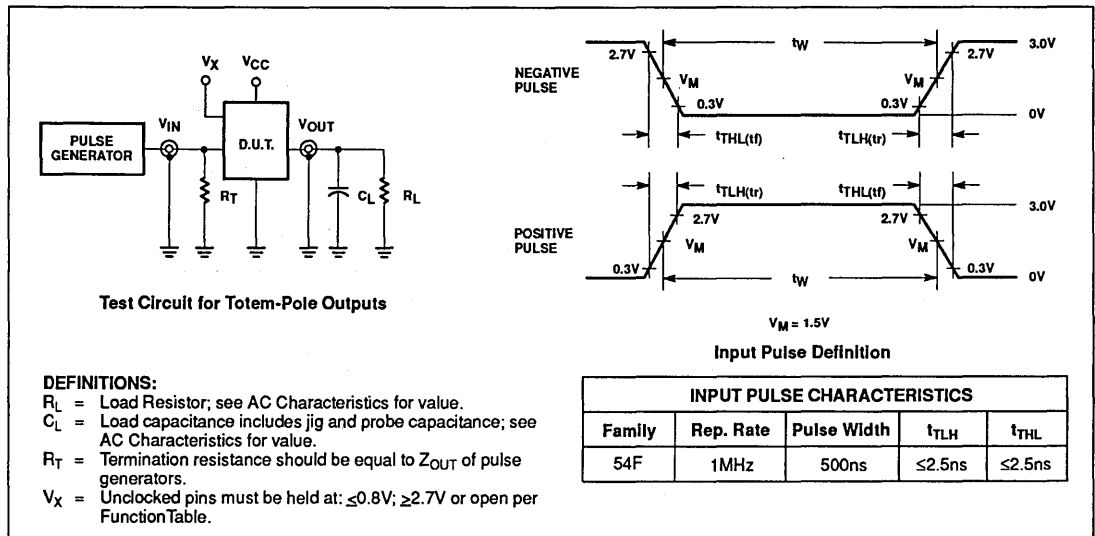 PULSE
GENERATOR
VIN
VX
VCC
D.U.T.
VOUT
RT
CL
RL
Test Circuit for Totem-Pole Outputs
NEGATIVE
PULSE
2.7V
VM
0.3V
tW
0.3V
VM
2.7V
3.0V
0V
tTHL(tf)
tTLH(tr)
POSITIVE
PULSE
tTLH(tr)
tTHL(tf)
0.3V
VM
2.7V
tW
2.7V
VM
0.3V
3.0V
0V
VM = 1.5V
Input Pulse Definition
DEFINITIONS:
RL = Load Resistor; see AC Characteristics for value.
CL = Load capacitance includes jig and probe capacitance; see
AC Characteristics for value.
RT = Termination resistance should be equal to ZOUT of pulse
generators.
VX = Unclocked pins must be held at: ≤0.8V; ≥2.7V or open per
FunctionTable.
INPUT PULSE CHARACTERISTICS
Family Rep. Rate Pulse Width tTLH tTHL
54F 1MHz 500ns ≤2.5ns ≤2.5ns